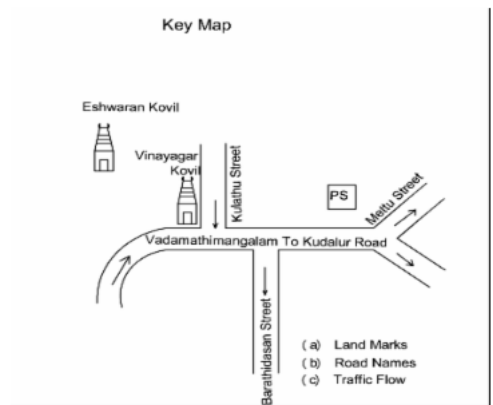 Key Map
Eshwaran Kovil
Vinayagar
Kovil
Kulathu Street
PS
Mettu Street
Vadamathimangalam To Kudalur Road
Barathidasan Street
(a) Land Marks
(b) Road Names
(c) Traffic Flow